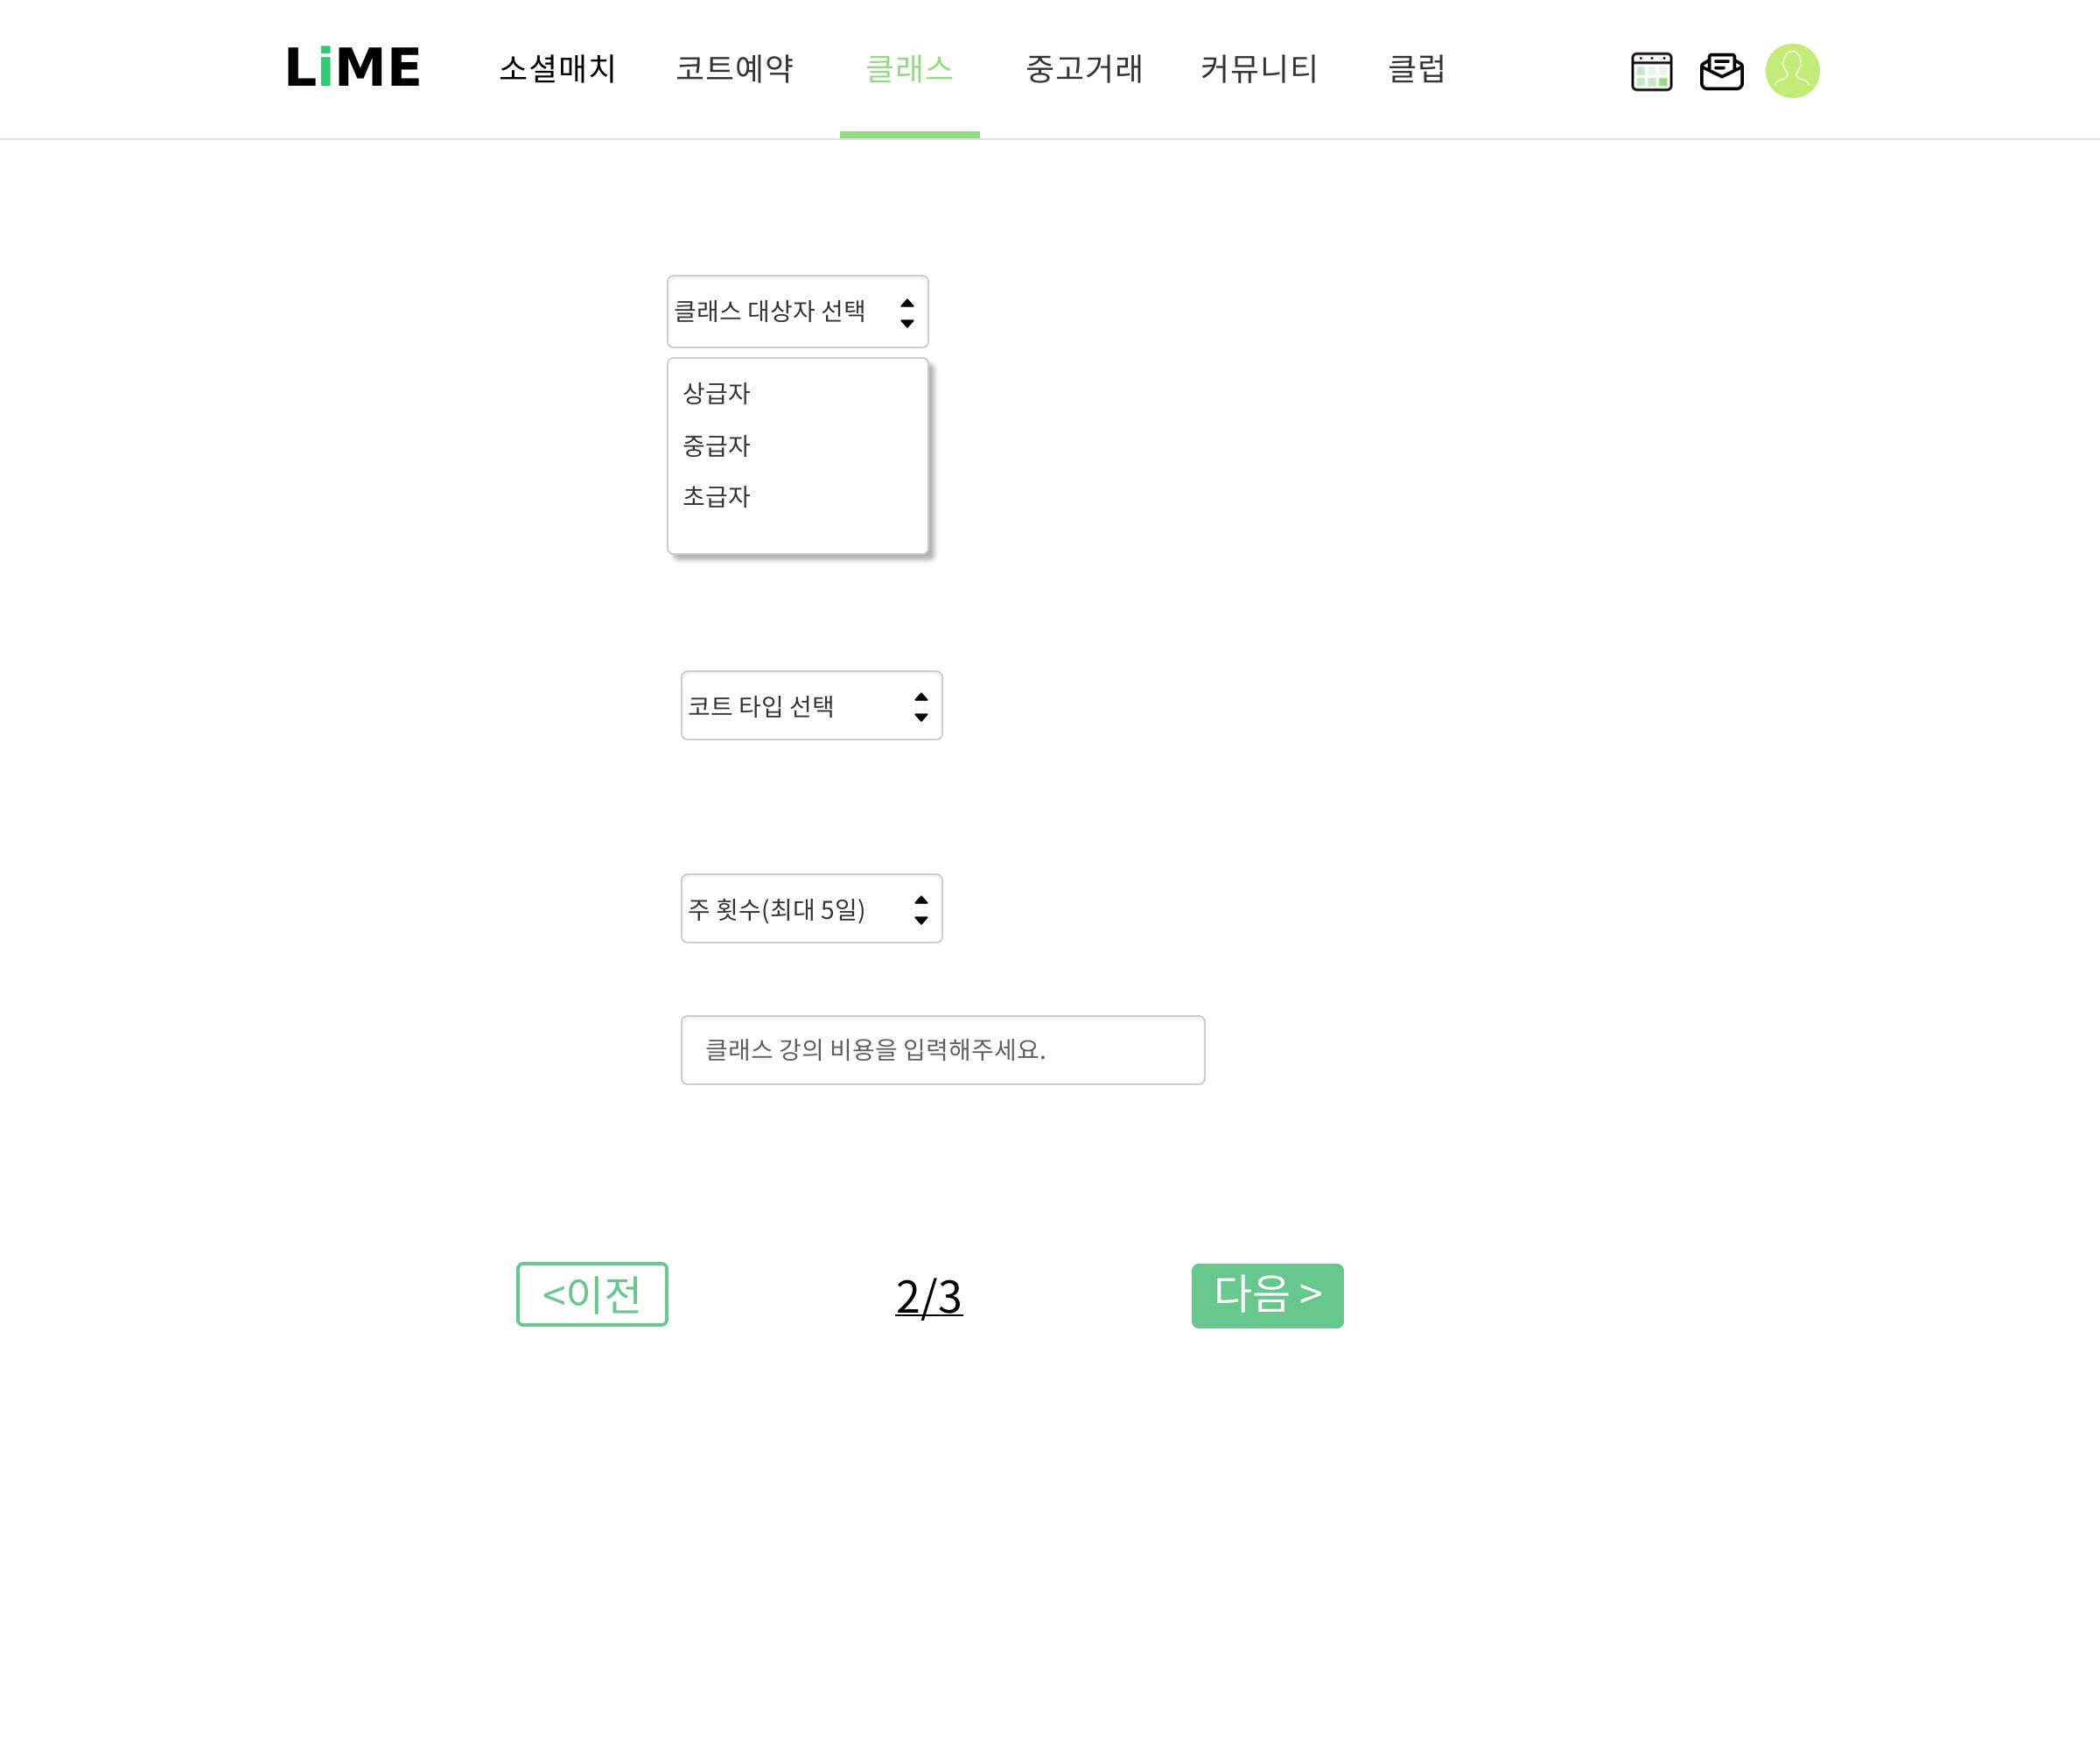 LiME 소셜매치 코트예약 클래스 중고거래 커뮤니티 클럽
클래스 대상자 선택
상급자
중급자
초급자
코트 타입 선택
주 횟수(최대 5일)
클래스 강의 비용을 입력해주세요.
<이전 2/3 다음 >